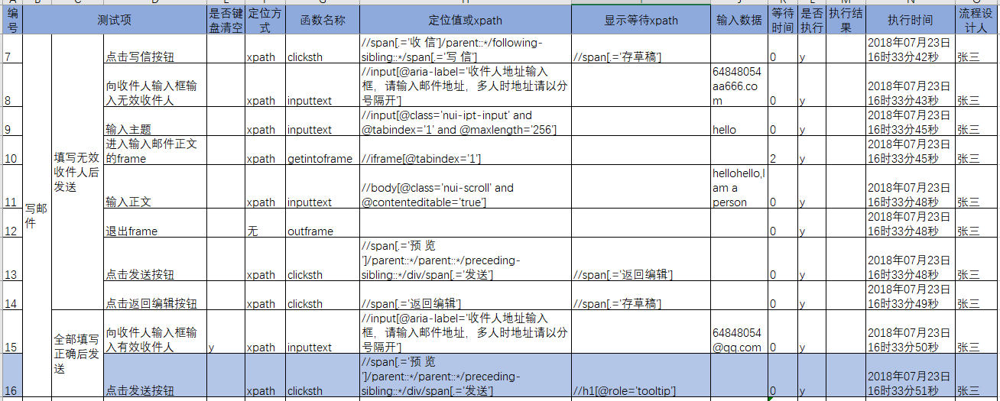 编号
测试项
是否键盘清空
定位方式
函数名称
定位值或xpath
显示等待xpath
输入数据
等待时间
是否执行
执行结果
执行时间
流程设计人
写邮件
填写无效收件人后发送
7
点击写信按钮
xpath
clicksth
//span[.='收 信']/parent::*/following-
sibling::*/span[.='写 信']
//span[.='存草稿']
0
y
2018年07月23日
16时33分42秒
张三
8
向收件人输入框输
入无效收件人
xpath
inputtext
//input[@aria-label='收件人地址输入
框，请输入邮件地址，多人时地址请以分
号隔开']
64848054
aa666.co
m
0
y
2018年07月23日
16时33分43秒
张三
9
输入主题
xpath
inputtext
//input[@class='nui-ipt-input' and
@tabindex='1' and @maxlength='256']
hello
0
y
2018年07月23日
16时33分45秒
张三
10
进入输入邮件正文
的frame
xpath
getintoframe
//iframe[@tabindex='1']
2
y
2018年07月23日
16时33分45秒
张三
11
输入正文
xpath
inputtext
//body[@class='nui-scroll' and
@contenteditable='true']
hellohello,I
am a
person
0
y
2018年07月23日
16时33分48秒
张三
12
退出frame
无
outframe
0
y
2018年07月23日
16时33分48秒
张三
13
点击发送按钮
xpath
clicksth
//span[.='预 览
']/parent::*/parent::*/preceding-
sibling::*/div/span[.='发送']
//span[.='返回编辑']
0
y
2018年07月23日
16时33分48秒
张三
14
点击返回编辑按钮
xpath
clicksth
//span[.='返回编辑']
//span[.='存草稿']
0
y
2018年07月23日
16时33分49秒
张三
全部填写正确后发送
15
向收件人输入框输
入有效收件人
y
xpath
inputtext
//input[@aria-label='收件人地址输入
框，请输入邮件地址，多人时地址请以分
号隔开']
64848054
@qq.com
0
y
2018年07月23日
16时33分50秒
张三
16
点击发送按钮
xpath
clicksth
//span[.='预 览
']/parent::*/parent::*/preceding-
sibling::*/div/span[.='发送']
//h1[@role='tooltip']
0
y
2018年07月23日
16时33分51秒
张三